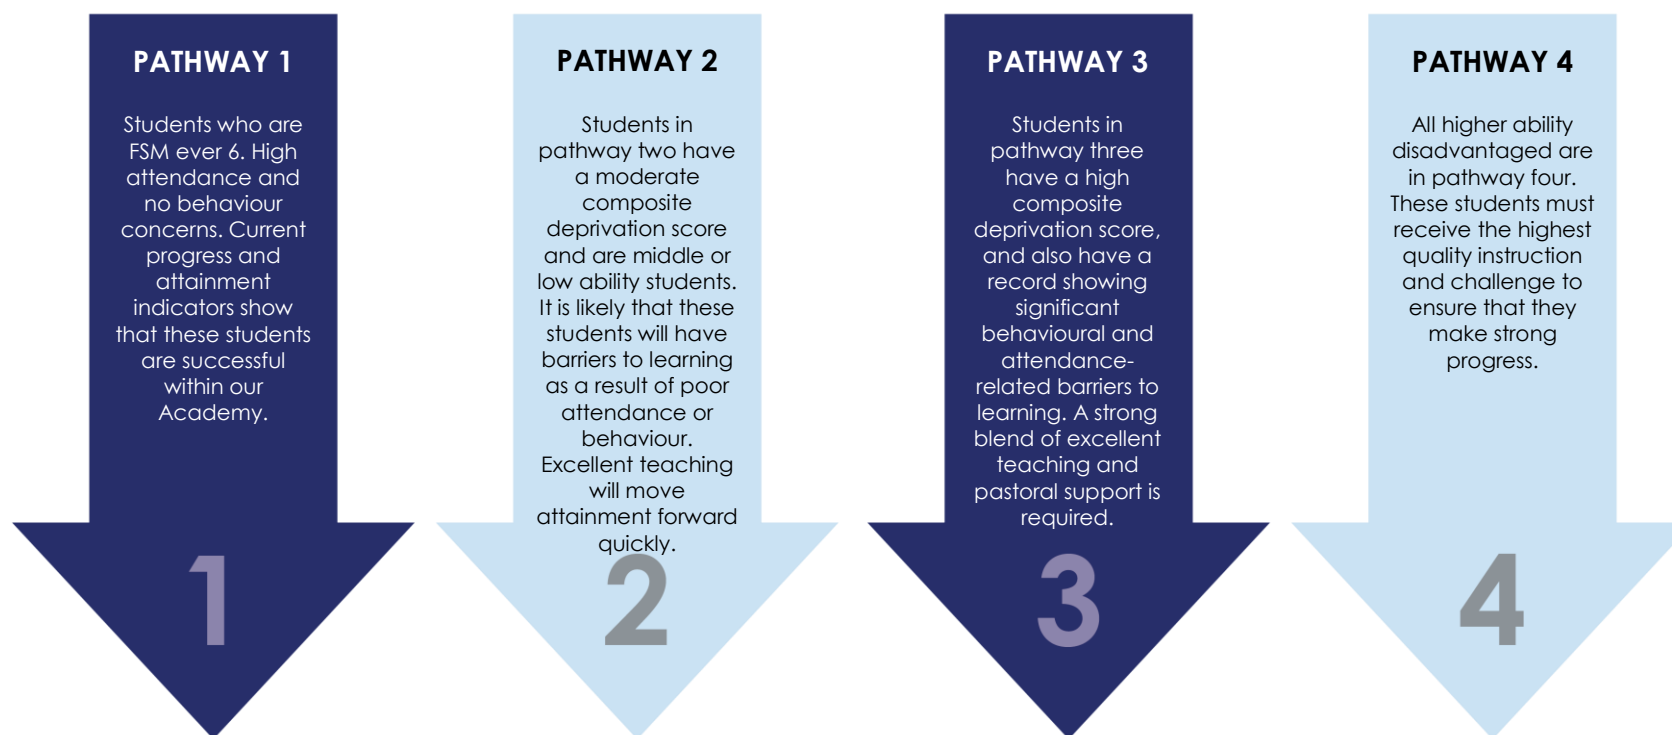 PATHWAY 1
Students who are
FSM ever 6. High
attendance and
no behaviour
concerns. Current
progress and
attainment
indicators show
that these students
are successful
within our
Academy.
1
PATHWAY 2
Students in
pathway two have
a moderate
composite
deprivation score
and are middle or
low ability students.
It is likely that these
students will have
barriers to learning
as a result of poor
attendance or
behaviour.
Excellent teaching
will move
attainment forward
quickly.
2
PATHWAY 3
Students in
pathway three
have a high
composite
deprivation score,
and also have a
record showing
significant
behavioural and
attendance-
related barriers to
learning. A strong
blend of excellent
teaching and
pastoral support is
required.
3
PATHWAY 4
All higher ability
disadvantaged are
in pathway four.
These students must
receive the highest
quality instruction
and challenge to
ensure that they
make strong
progress.
4